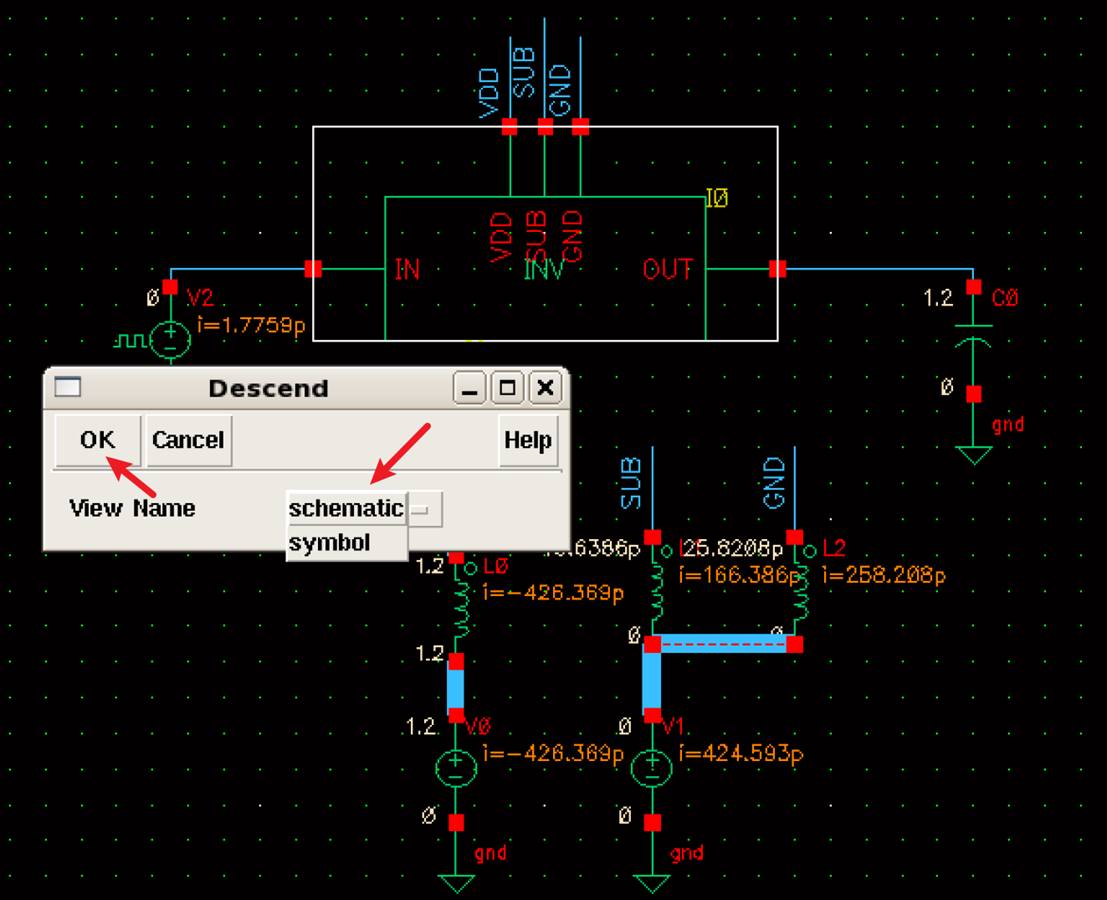 VDD
SUB
GND
I0
VDD
SUB
GND
IN
INV
OUT
0
V2
i=1.7759p
1.2
C0
0
gnd
Descend
OK
Cancel
Help
View Name
schematic
symbol
SUB
GND
25.8208p
L2
1.2
L0
i=-426.369p
i=166.386p
i=258.208p
0
0
1.2
1.2
V0
i=-426.369p
0
V1
i=424.593p
0
0
gnd
gnd